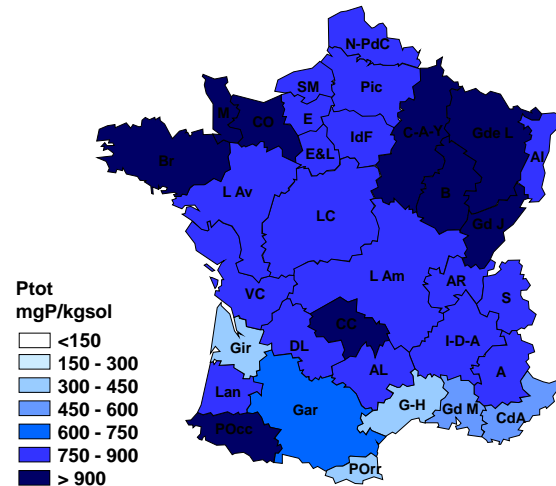 N-PdC
SM
Pic
M
CO
E
IdF
C-A-Y
Gde L
Al
Br
E&L
L Av
B
LC
Gd J
L Am
AR
S
VC
CC
I-D-A
Gir
DL
AL
A
Lan
Gar
G-H
Gd M
CdA
POcc
POrr
Ptot
mgP/kgsol
<150
150 - 300
300 - 450
450 - 600
600 - 750
750 - 900
> 900